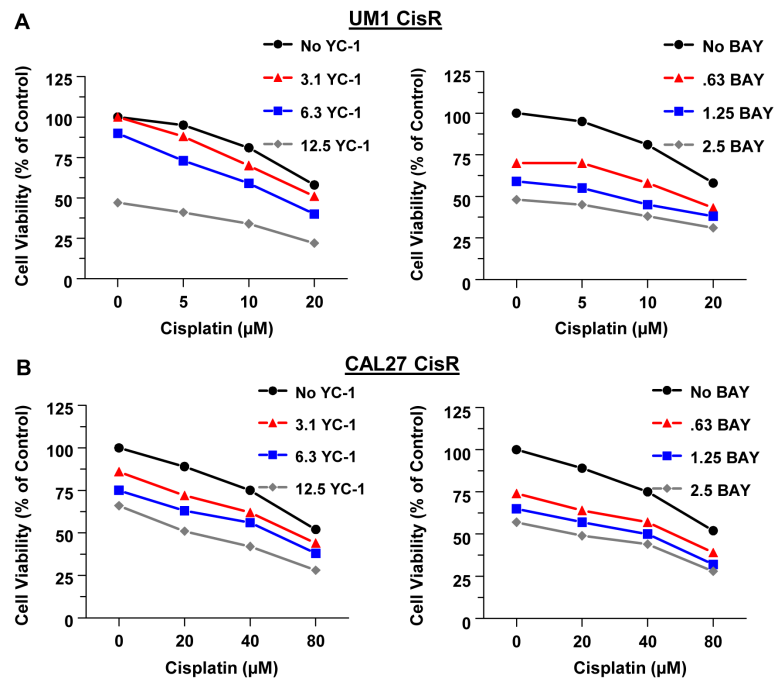 A
UM1 CisR
No YC-1
3.1 YC-1
6.3 YC-1
12.5 YC-1
125
100
75
50
25
0
Cell Viability (% of Control)
0 5 10 20
Cisplatin (µM)
No BAY
.63 BAY
1.25 BAY
2.5 BAY
125
100
75
50
25
0
Cell Viability (% of Control)
0 5 10 20
Cisplatin (µM)
B
CAL27 CisR
No YC-1
3.1 YC-1
6.3 YC-1
12.5 YC-1
125
100
75
50
25
0
Cell Viability (% of Control)
0 20 40 80
Cisplatin (µM)
No BAY
.63 BAY
1.25 BAY
2.5 BAY
125
100
75
50
25
0
Cell Viability (% of Control)
0 20 40 80
Cisplatin (µM)